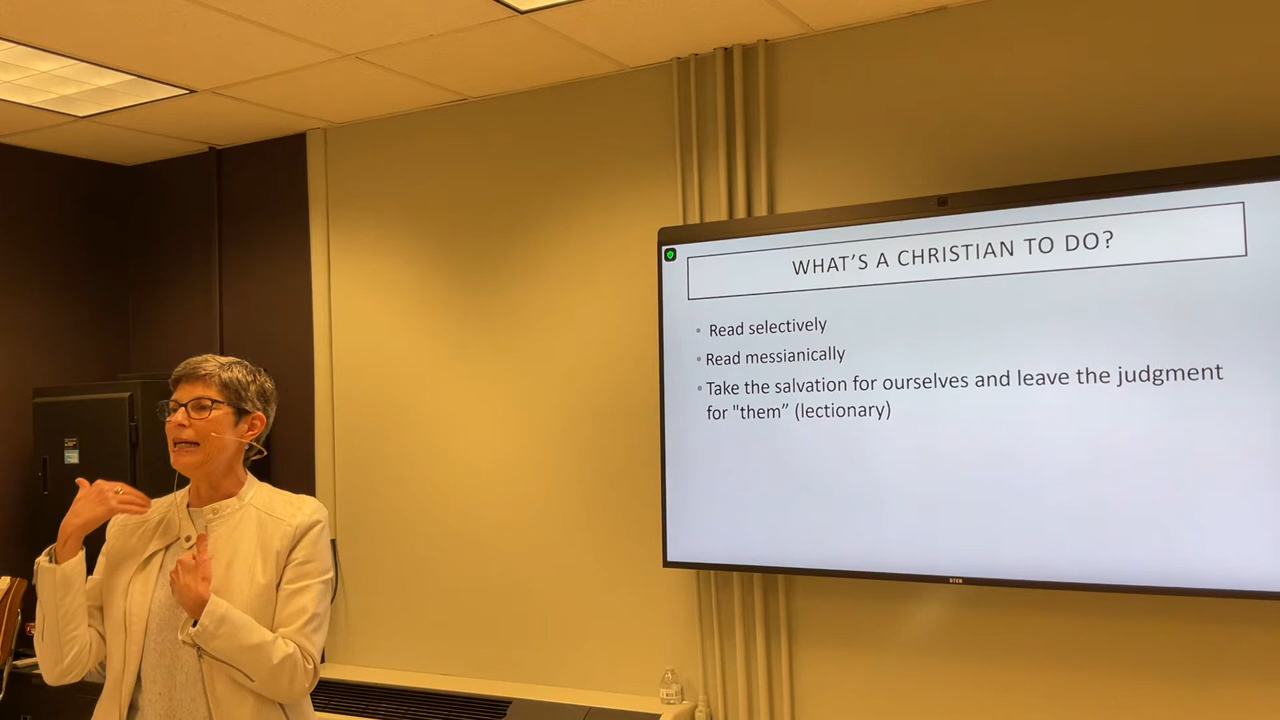 WHAT'S A CHRISTIAN TO DO?
• Read selectively
• Read messianically
• Take the salvation for ourselves and leave the judgment
for "them” (lectionary)
DTEN